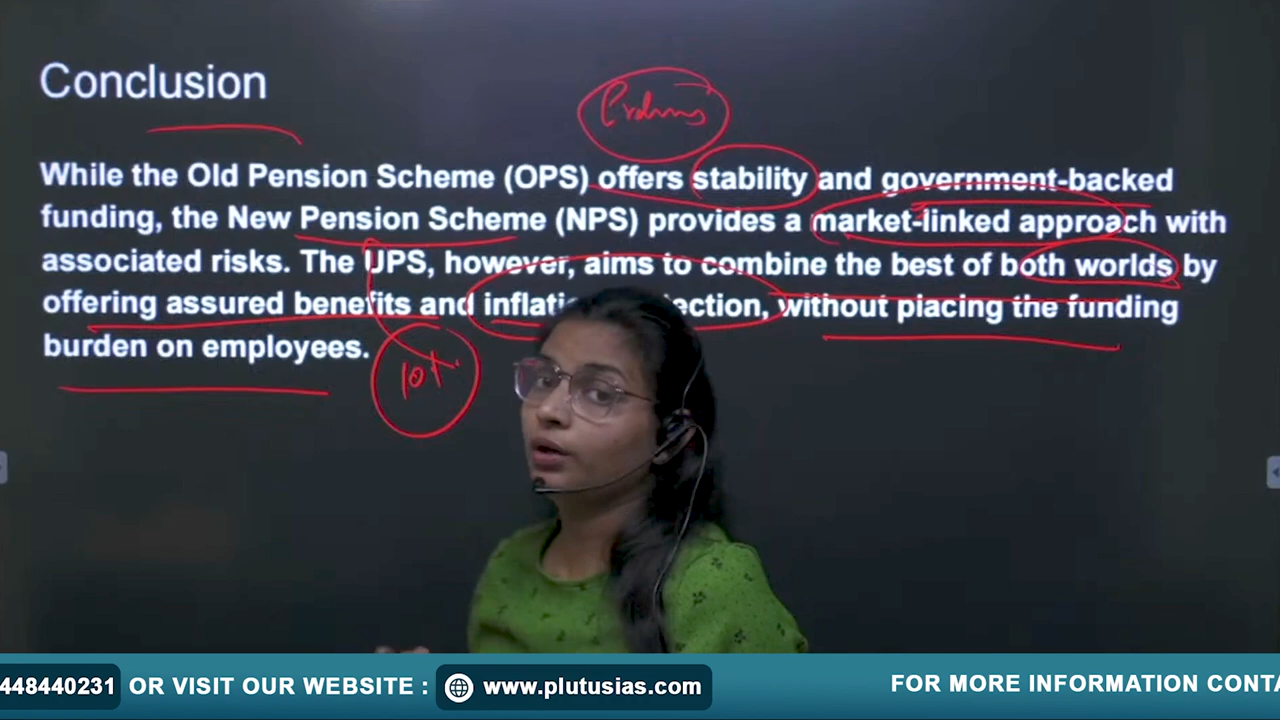 Conclusion
While the Old Pension Scheme (OPS) offers stability and government-backed
funding, the New Pension Scheme (NPS) provides a market-linked approach with
associated risks. The UPS, however, aims to combine the best of both worlds by
offering assured benefits and without placing the funding
burden on employees.
448440231 OR VISIT OUR WEBSITE : www.plutusias.com FOR MORE INFORMATION CONTA